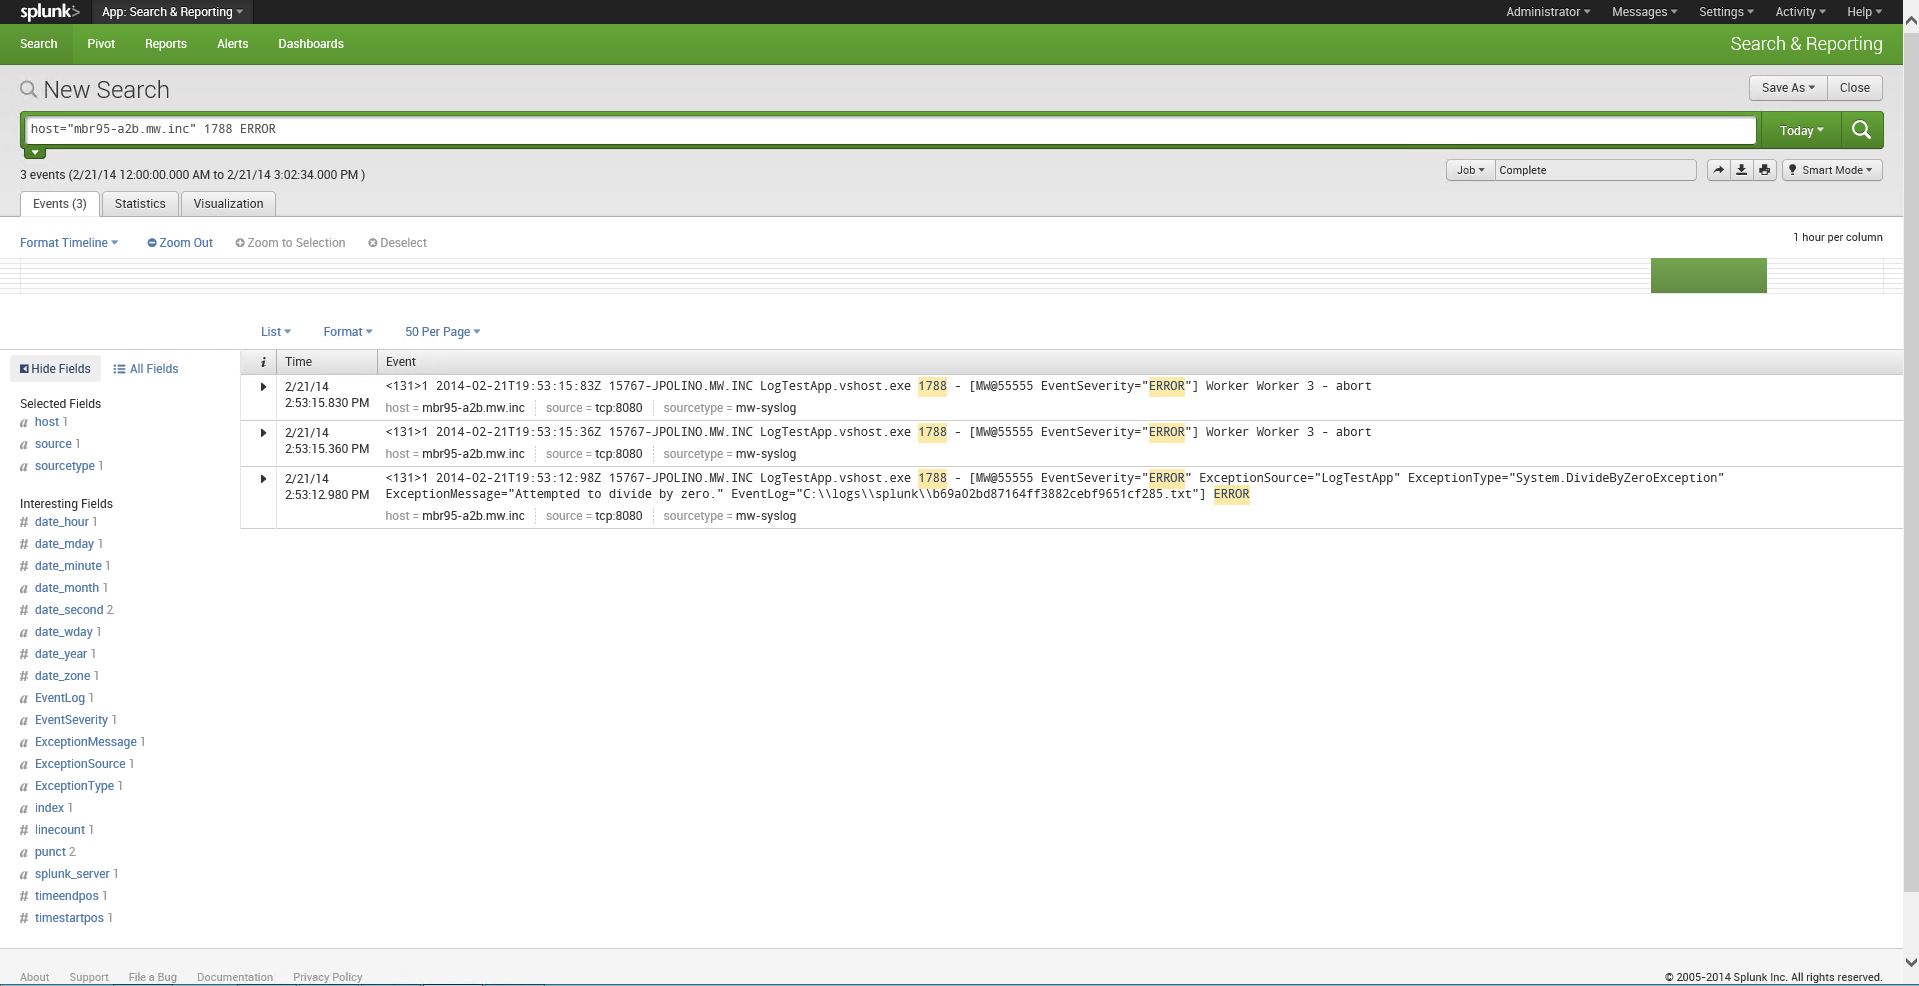 splunk> App: Search & Reporting Administrator Messages Settings Activity Help
Search Pivot Reports Alerts Dashboards Search & Reporting
New Search Save As Close
host="mbr95-a2b.mw.inc" 1788 ERROR Today
3 events (2/21/14 12:00:00.000 AM to 2/21/14 3:02:34.000 PM ) Job Complete Smart Mode
Events (3) Statistics Visualization
Format Timeline Zoom Out Zoom to Selection Deselect 1 hour per column
List Format 50 Per Page
Hide Fields All Fields
Selected Fields
a host 1
a source 1
a sourcetype 1
Interesting Fields
# date_hour 1
# date_mday 1
# date_minute 1
a date_month 1
# date_second 2
a date_wday 1
# date_year 1
# date_zone 1
a EventLog 1
a EventSeverity 1
a ExceptionMessage 1
a ExceptionSource 1
a ExceptionType 1
a index 1
# linecount 1
a punct 2
a splunk_server 1
# timeendpos 1
# timestartpos 1
i Time Event
2/21/14
2:53:15.830 PM
<131>1 2014-02-21T19:53:15:83Z 15767-JPOLINO.MW.INC LogTestApp.vshost.exe 1788 - [MW@55555 EventSeverity="ERROR"] Worker Worker 3 - abort
host = mbr95-a2b.mw.inc source = tcp:8080 sourcetype = mw-syslog
2/21/14
2:53:15.360 PM
<131>1 2014-02-21T19:53:15:36Z 15767-JPOLINO.MW.INC LogTestApp.vshost.exe 1788 - [MW@55555 EventSeverity="ERROR"] Worker Worker 3 - abort
host = mbr95-a2b.mw.inc source = tcp:8080 sourcetype = mw-syslog
2/21/14
2:53:12.980 PM
<131>1 2014-02-21T19:53:12:98Z 15767-JPOLINO.MW.INC LogTestApp.vshost.exe 1788 - [MW@55555 EventSeverity="ERROR" ExceptionSource="LogTestApp" ExceptionType="System.DivideByZeroException"
ExceptionMessage="Attempted to divide by zero." EventLog="C:\\logs\\splunk\\b69a02bd87164ff3882cebf9651cf285.txt"] ERROR
host = mbr95-a2b.mw.inc source = tcp:8080 sourcetype = mw-syslog
About Support File a Bug Documentation Privacy Policy © 2005-2014 Splunk Inc. All rights reserved.